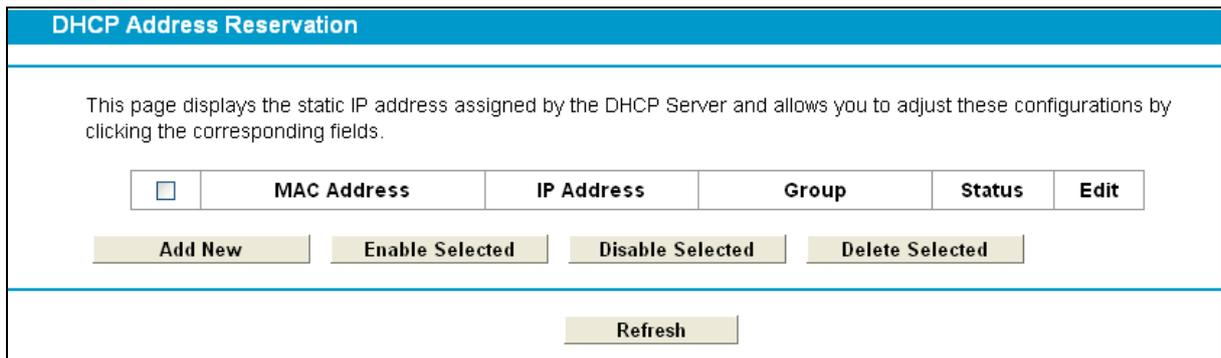 DHCP Address Reservation
This page displays the static IP address assigned by the DHCP Server and allows you to adjust these configurations by
clicking the corresponding fields.
MAC Address IP Address Group Status Edit
Add New Enable Selected Disable Selected Delete Selected
Refresh